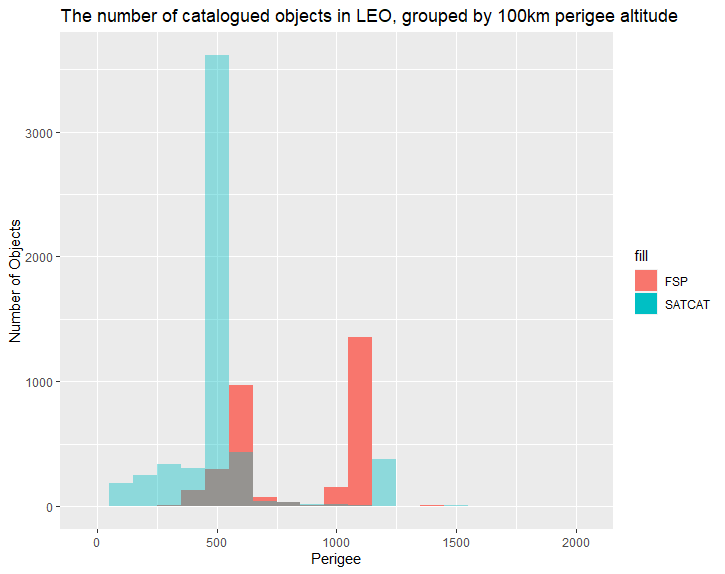 The number of catalogued objects in LEO, grouped by 100km perigee altitude
3000
2000
1000
0
Number of Objects
0 500 1000 1500 2000
Perigee
fill
FSP
SATCAT